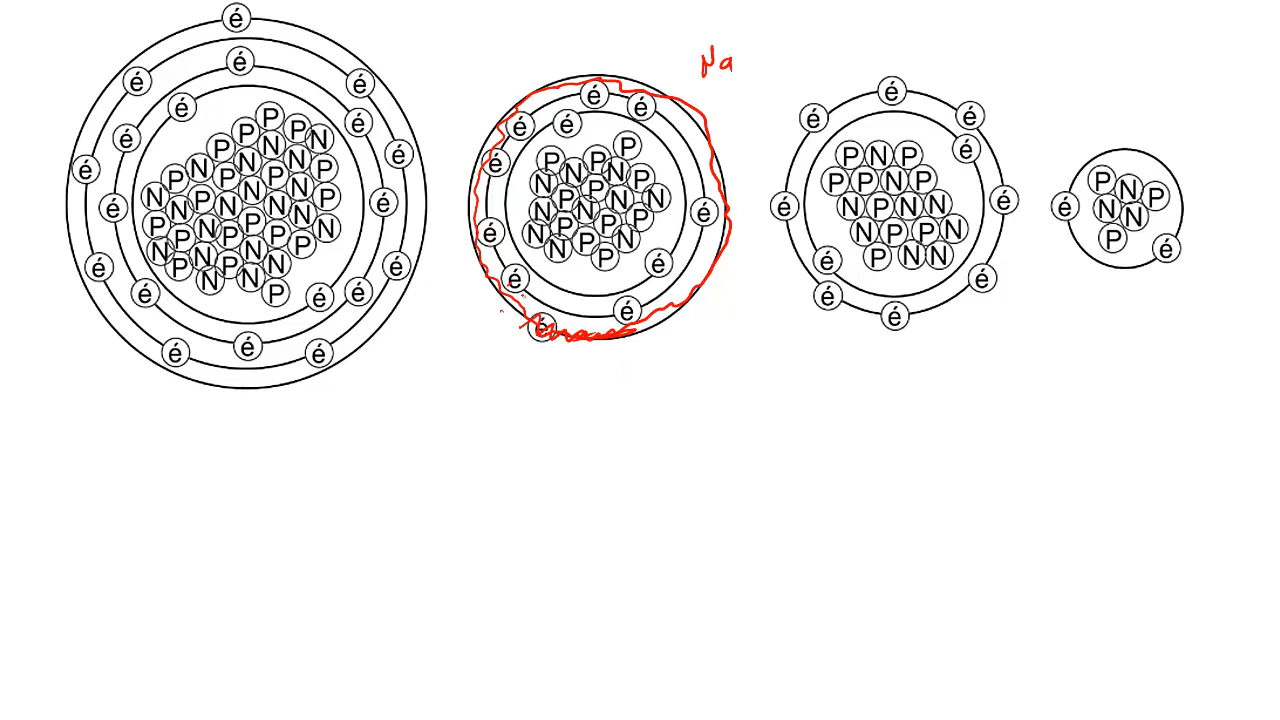 é
é
é é
é é
é é
é é
é é
é é é é
é
é é
P
P P N
P N
N N P
N P P
P N N P
N P N N N
N P P
P N P N
P P P P
N N N P
P P N
N N
P
Na
é é
é é
é
é é
é é
é
é
P
P P
N N P
N P P N N
N P N P P
N P P N
N P
é
é é
é
é é
é é
é
é
P N P
P P N P
N P N N
N P P N
P N N
é
é
P N P
N N
P